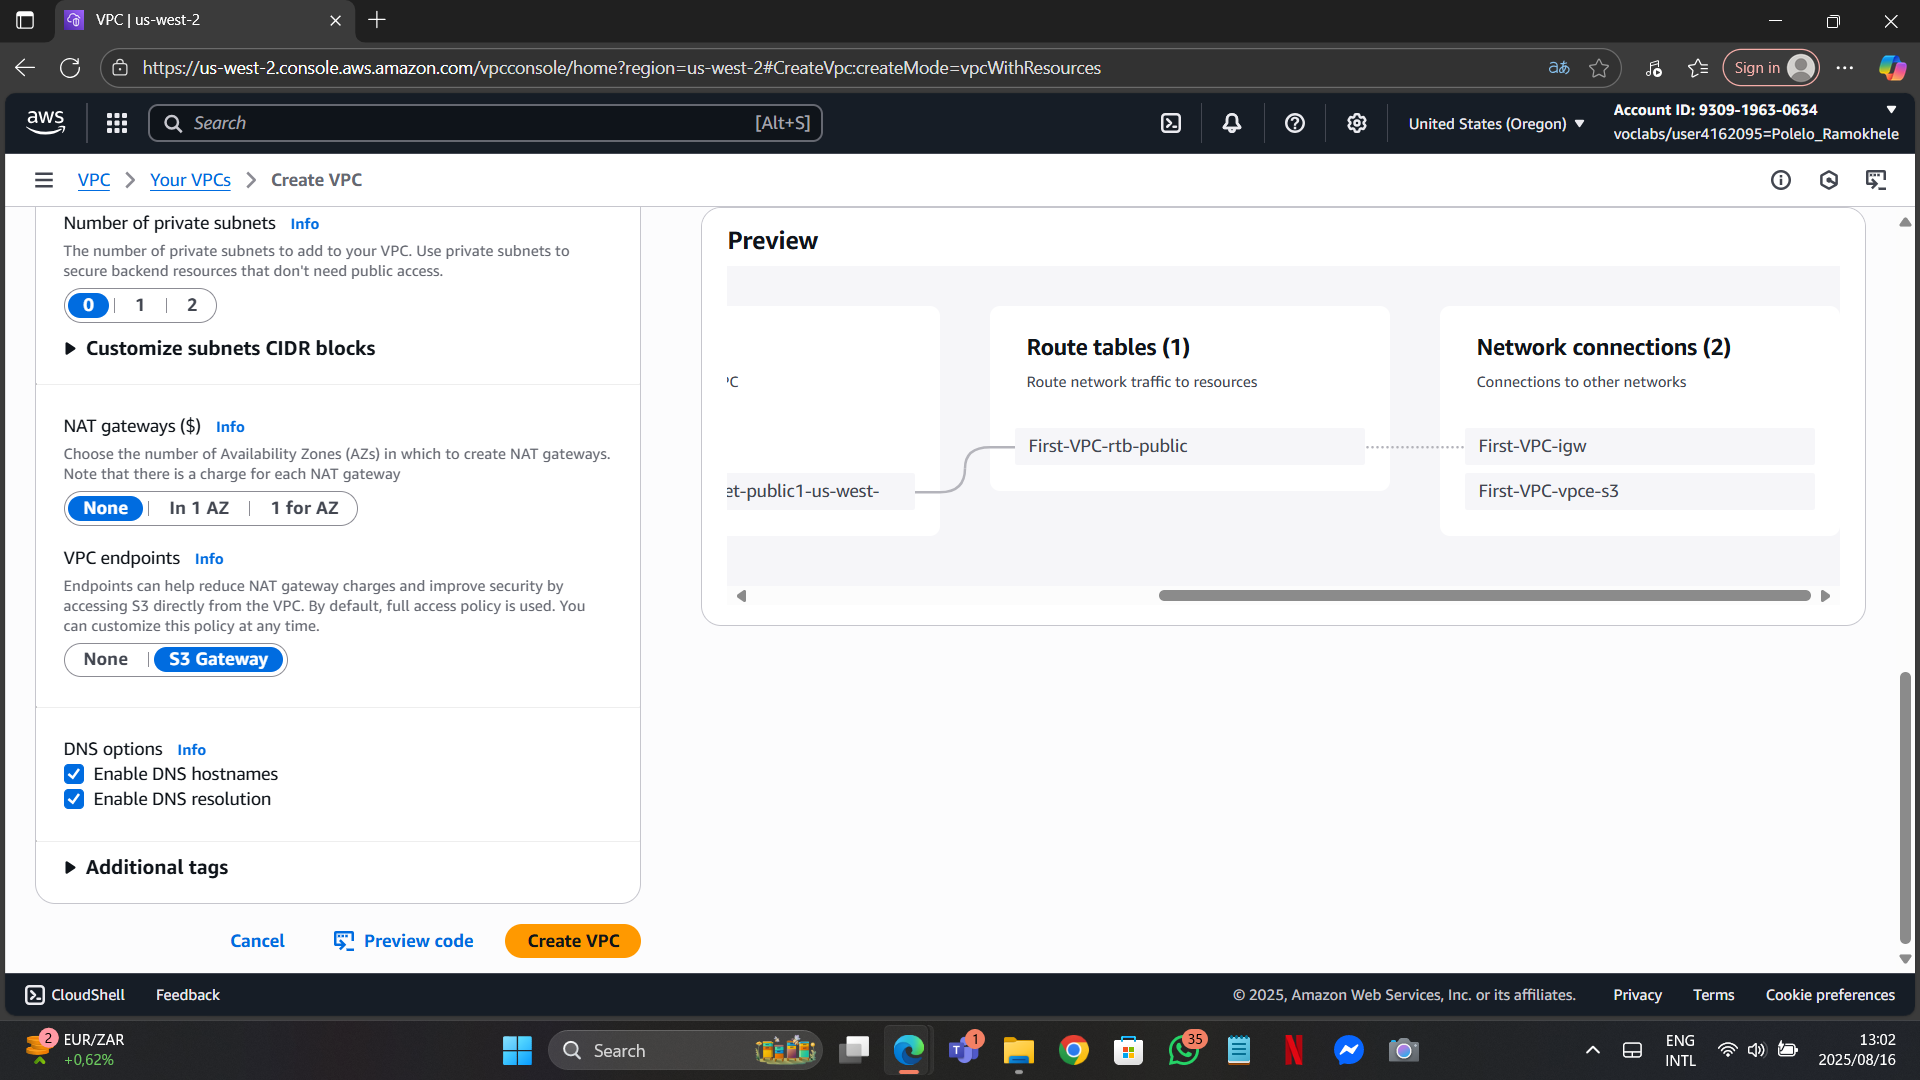 VPC | us-west-2
https://us-west-2.console.aws.amazon.com/vpcconsole/home?region=us-west-2#CreateVpc:createMode=vpcWithResources
Sign in
aws
Search
[Alt+S]
United States (Oregon)
Account ID: 9309-1963-0634
voclabs/user4162095=Polelo_Ramokhele
VPC
Your VPCs
Create VPC
Number of private subnets Info
The number of private subnets to add to your VPC. Use private subnets to
secure backend resources that don't need public access.
0 1 2
Customize subnets CIDR blocks
NAT gateways ($) Info
Choose the number of Availability Zones (AZs) in which to create NAT gateways.
Note that there is a charge for each NAT gateway
None In 1 AZ 1 for AZ
VPC endpoints Info
Endpoints can help reduce NAT gateway charges and improve security by
accessing S3 directly from the VPC. By default, full access policy is used. You
can customize this policy at any time.
None S3 Gateway
DNS options Info
Enable DNS hostnames
Enable DNS resolution
Additional tags
Cancel
Preview code
Create VPC
Preview
et-public1-us-west-
Route tables (1)
Route network traffic to resources
First-VPC-rtb-public
Network connections (2)
Connections to other networks
First-VPC-igw
First-VPC-vpce-s3
CloudShell
Feedback
© 2025, Amazon Web Services, Inc. or its affiliates.
Privacy
Terms
Cookie preferences
2
EUR/ZAR
+0,62%
Search
1
35
ENG
INTL
13:02
2025/08/16